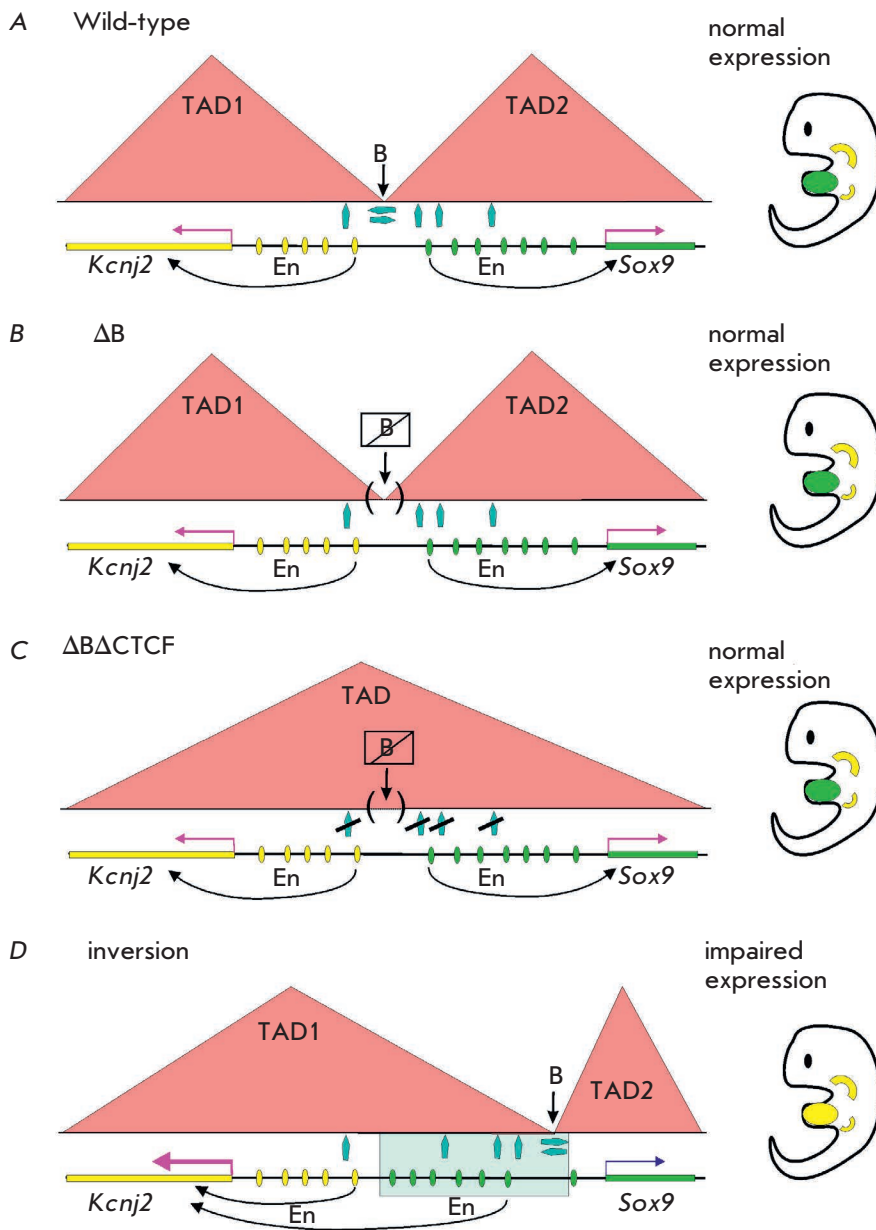 A Wild-type
normal
expression
TAD1
TAD2
B
Kcnj2
En
En
Sox9
B ΔB
normal
expression
TAD1
TAD2
B
( )
Kcnj2
En
En
Sox9
C ΔBΔCTCF
normal
expression
TAD
B
( )
Kcnj2
En
En
Sox9
D inversion
impaired
expression
TAD1
B
TAD2
Kcnj2
En
En
Sox9